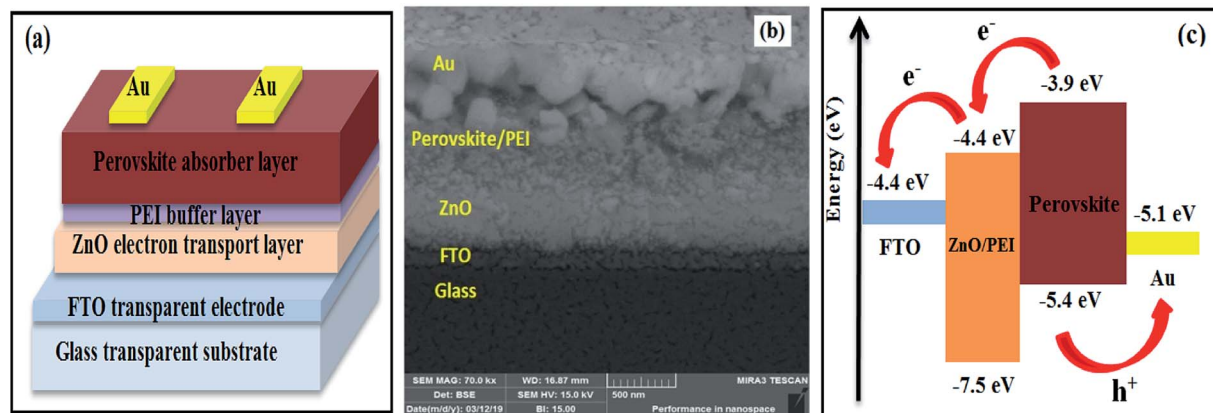 (a)
Au Au
Perovskite absorber layer
PEI buffer layer
ZnO electron transport layer
FTO transparent electrode
Glass transparent substrate
(b)
Au
Perovskite/PEI
ZnO
FTO
Glass
SEM MAG: 70.0 kx WD: 16.87 mm MIRA3 TESCAN
Det: BSE SEM HV: 15.0 kV 500 nm
Date(m/d/y): 03/12/19 BI: 15.00 Performance in nanospace
(c)
Energy (eV)
e-
e-
-3.9 eV
-4.4 eV
-4.4 eV
Perovskite
-5.1 eV
FTO
ZnO/PEI
Au
-5.4 eV
-7.5 eV
h+